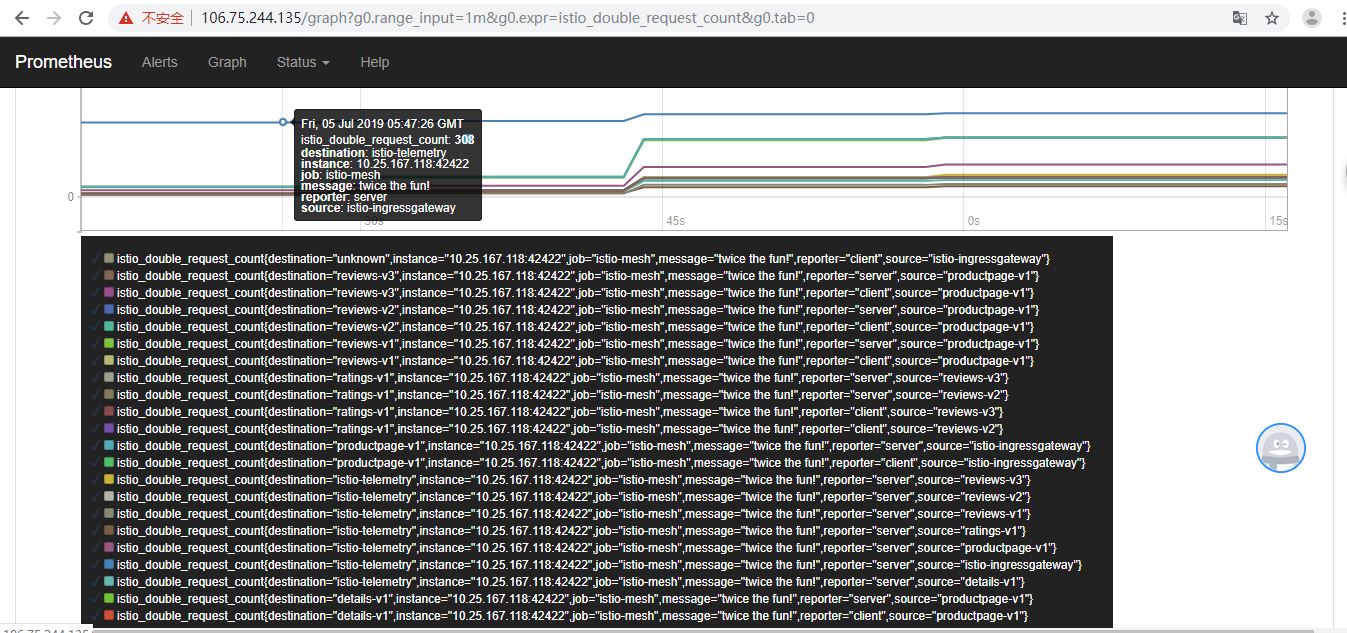 不安全 106.75.244.135/graph?g0.range_input=1m&g0.expr=istio_double_request_count&g0.tab=0
Prometheus Alerts Graph Status Help
Fri, 05 Jul 2019 05:47:26 GMT
istio_double_request_count: 308
destination: istio-telemetry
instance: 10.25.167.118:42422
job: istio-mesh
message: twice the fun!
reporter: server
source: istio-ingressgateway
0
30s 45s 0s 15s
istio_double_request_count{destination="unknown",instance="10.25.167.118:42422",job="istio-mesh",message="twice the fun!",reporter="client",source="istio-ingressgateway"}
istio_double_request_count{destination="reviews-v3",instance="10.25.167.118:42422",job="istio-mesh",message="twice the fun!",reporter="server",source="productpage-v1"}
istio_double_request_count{destination="reviews-v3",instance="10.25.167.118:42422",job="istio-mesh",message="twice the fun!",reporter="client",source="productpage-v1"}
istio_double_request_count{destination="reviews-v2",instance="10.25.167.118:42422",job="istio-mesh",message="twice the fun!",reporter="server",source="productpage-v1"}
istio_double_request_count{destination="reviews-v2",instance="10.25.167.118:42422",job="istio-mesh",message="twice the fun!",reporter="client",source="productpage-v1"}
istio_double_request_count{destination="reviews-v1",instance="10.25.167.118:42422",job="istio-mesh",message="twice the fun!",reporter="server",source="productpage-v1"}
istio_double_request_count{destination="reviews-v1",instance="10.25.167.118:42422",job="istio-mesh",message="twice the fun!",reporter="client",source="productpage-v1"}
istio_double_request_count{destination="ratings-v1",instance="10.25.167.118:42422",job="istio-mesh",message="twice the fun!",reporter="server",source="reviews-v3"}
istio_double_request_count{destination="ratings-v1",instance="10.25.167.118:42422",job="istio-mesh",message="twice the fun!",reporter="server",source="reviews-v2"}
istio_double_request_count{destination="ratings-v1",instance="10.25.167.118:42422",job="istio-mesh",message="twice the fun!",reporter="client",source="reviews-v3"}
istio_double_request_count{destination="ratings-v1",instance="10.25.167.118:42422",job="istio-mesh",message="twice the fun!",reporter="client",source="reviews-v2"}
istio_double_request_count{destination="productpage-v1",instance="10.25.167.118:42422",job="istio-mesh",message="twice the fun!",reporter="server",source="istio-ingressgateway"}
istio_double_request_count{destination="productpage-v1",instance="10.25.167.118:42422",job="istio-mesh",message="twice the fun!",reporter="client",source="istio-ingressgateway"}
istio_double_request_count{destination="istio-telemetry",instance="10.25.167.118:42422",job="istio-mesh",message="twice the fun!",reporter="server",source="reviews-v3"}
istio_double_request_count{destination="istio-telemetry",instance="10.25.167.118:42422",job="istio-mesh",message="twice the fun!",reporter="server",source="reviews-v2"}
istio_double_request_count{destination="istio-telemetry",instance="10.25.167.118:42422",job="istio-mesh",message="twice the fun!",reporter="server",source="reviews-v1"}
istio_double_request_count{destination="istio-telemetry",instance="10.25.167.118:42422",job="istio-mesh",message="twice the fun!",reporter="server",source="ratings-v1"}
istio_double_request_count{destination="istio-telemetry",instance="10.25.167.118:42422",job="istio-mesh",message="twice the fun!",reporter="server",source="productpage-v1"}
istio_double_request_count{destination="istio-telemetry",instance="10.25.167.118:42422",job="istio-mesh",message="twice the fun!",reporter="server",source="istio-ingressgateway"}
istio_double_request_count{destination="istio-telemetry",instance="10.25.167.118:42422",job="istio-mesh",message="twice the fun!",reporter="server",source="details-v1"}
istio_double_request_count{destination="details-v1",instance="10.25.167.118:42422",job="istio-mesh",message="twice the fun!",reporter="server",source="productpage-v1"}
istio_double_request_count{destination="details-v1",instance="10.25.167.118:42422",job="istio-mesh",message="twice the fun!",reporter="client",source="productpage-v1"}